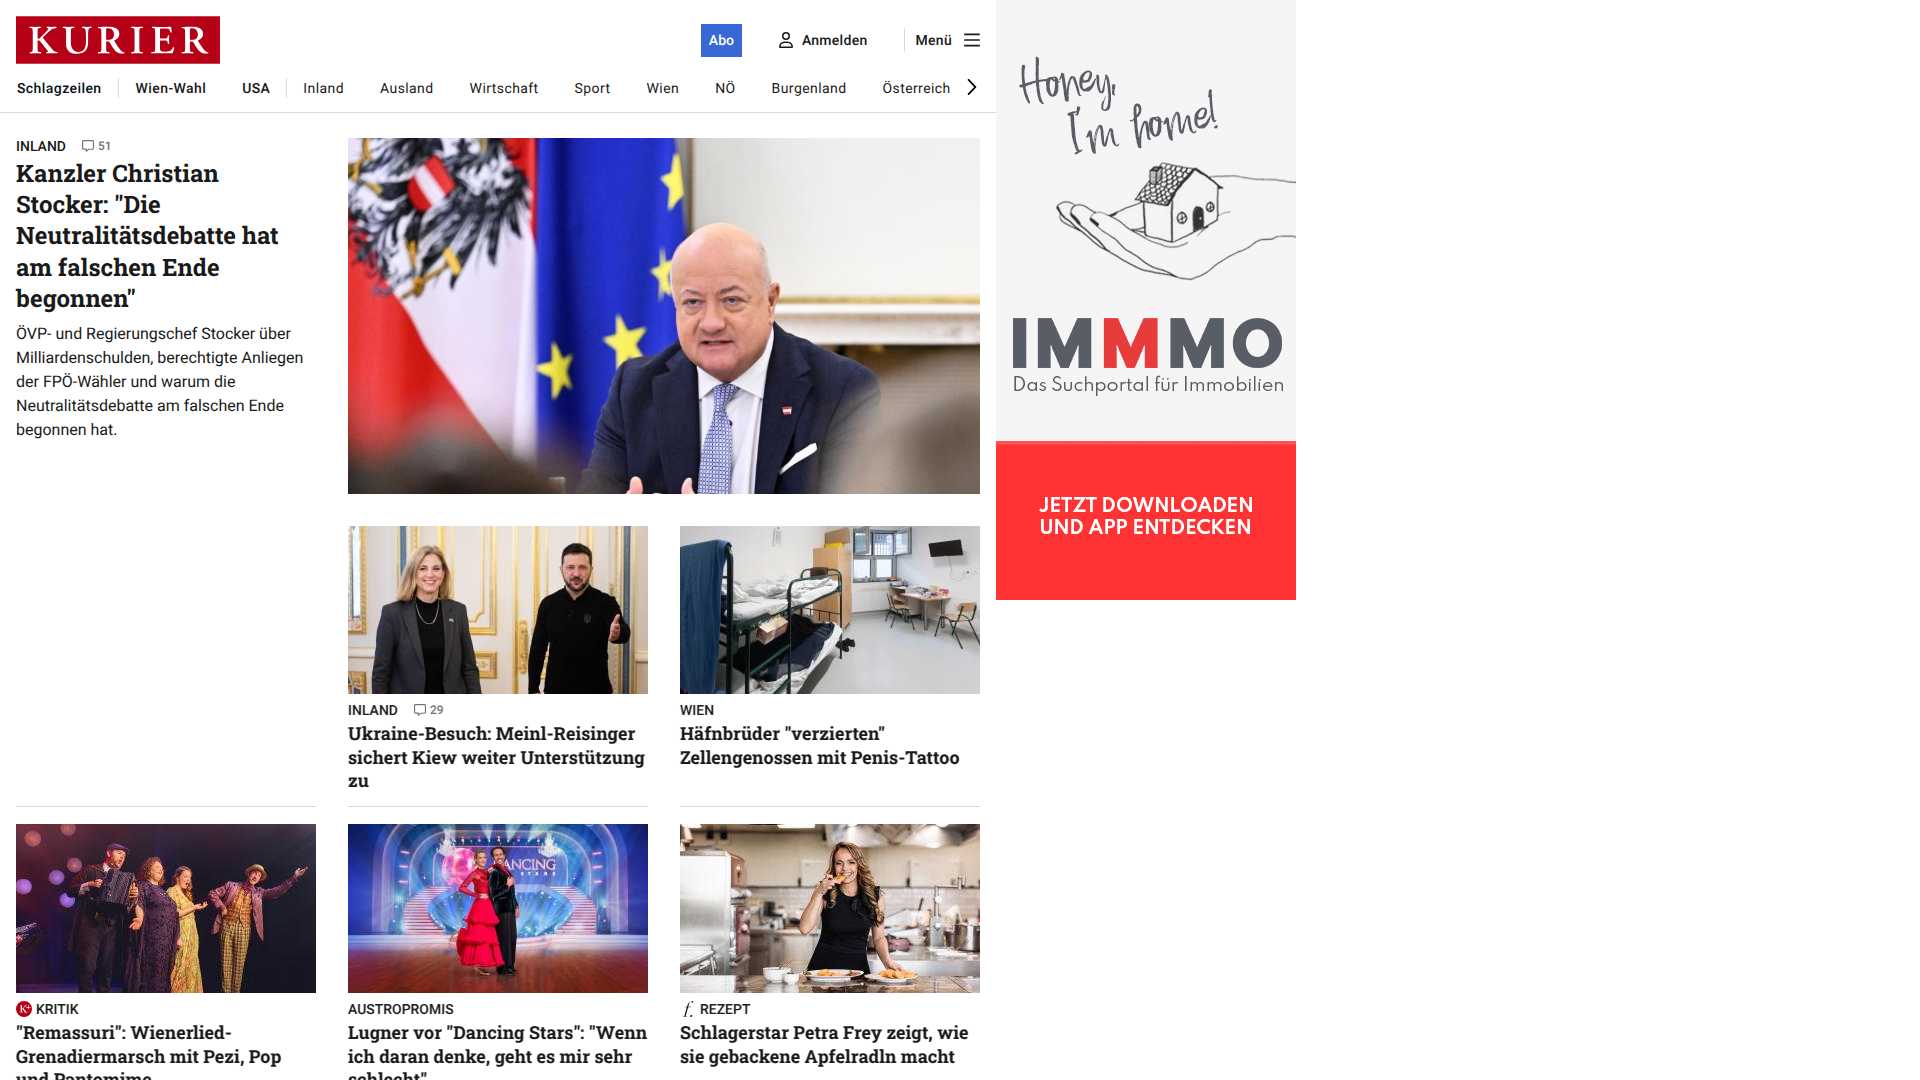 KURIER
Abo
Anmelden
Menü
Schlagzeilen
Wien-Wahl
USA
Inland
Ausland
Wirtschaft
Sport
Wien
NÖ
Burgenland
Österreich
INLAND 51
Kanzler Christian
Stocker: "Die
Neutralitätsdebatte hat
am falschen Ende
begonnen"
ÖVP- und Regierungschef Stocker über
Milliardenschulden, berechtigte Anliegen
der FPÖ-Wähler und warum die
Neutralitätsdebatte am falschen Ende
begonnen hat.
INLAND 29
Ukraine-Besuch: Meinl-Reisinger
sichert Kiew weiter Unterstützung
zu
WIEN
Häfnbrüder "verzierten"
Zellengenossen mit Penis-Tattoo
K+ KRITIK
"Remassuri": Wienerlied-
Grenadiermarsch mit Pezi, Pop
und Pantomime
DANCING
STARS
AUSTROPROMIS
Lugner vor "Dancing Stars": "Wenn
ich daran denke, geht es mir sehr
schlecht"
f. REZEPT
Schlagerstar Petra Frey zeigt, wie
sie gebackene Apfelradln macht
Honey,
I'm home!
IMMMO
Das Suchportal für Immobilien
JETZT DOWNLOADEN
UND APP ENTDECKEN